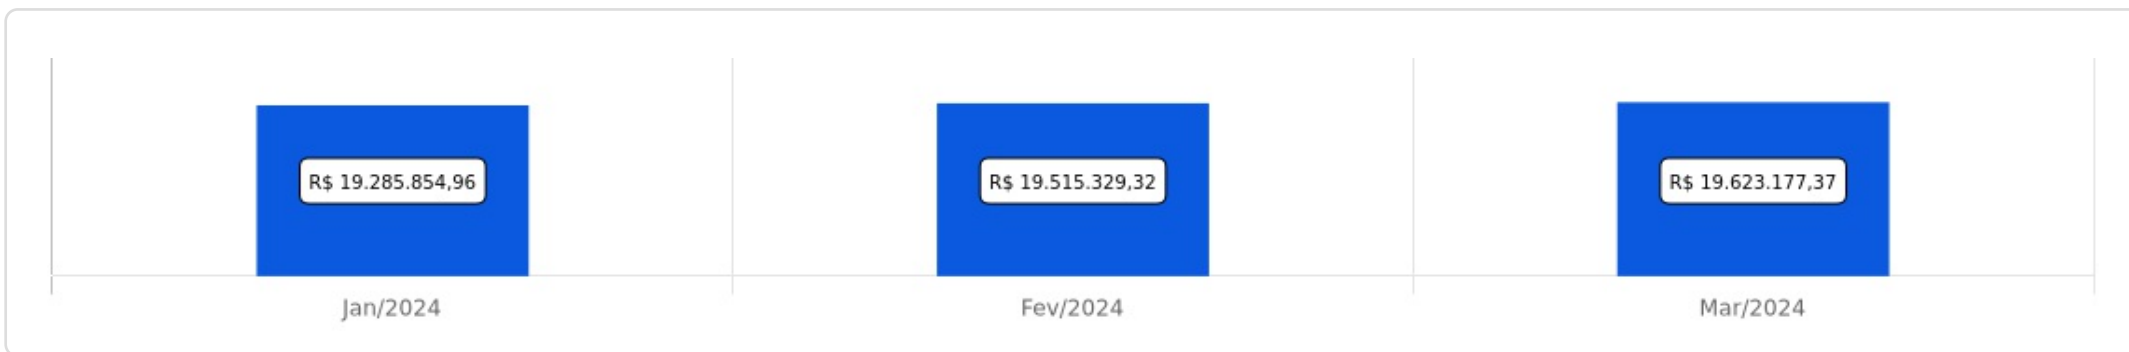 R$ 19.285.854,96
R$ 19.515.329,32
R$ 19.623.177,37
Jan/2024
Fev/2024
Mar/2024